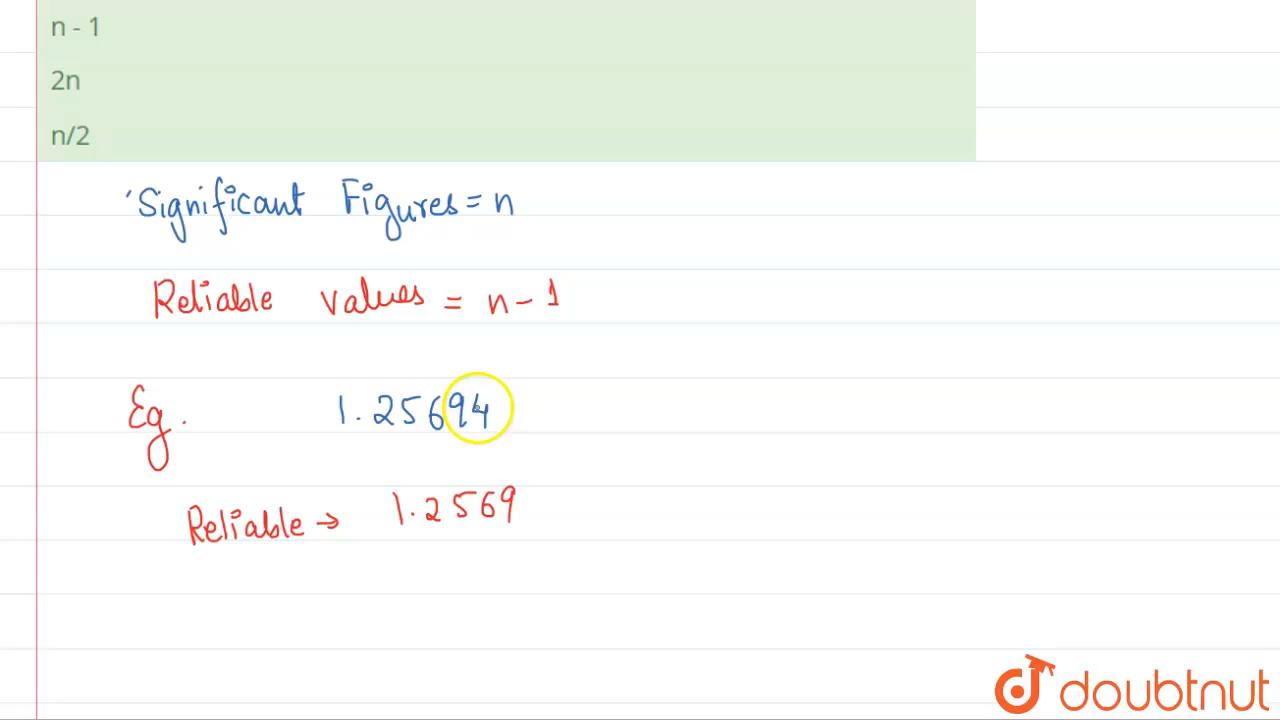 n - 1
2n
n/2
Significant Figures = n
Reliable values = n - 1
Eg. 1.25694
Reliable → 1.2569
doubtnut